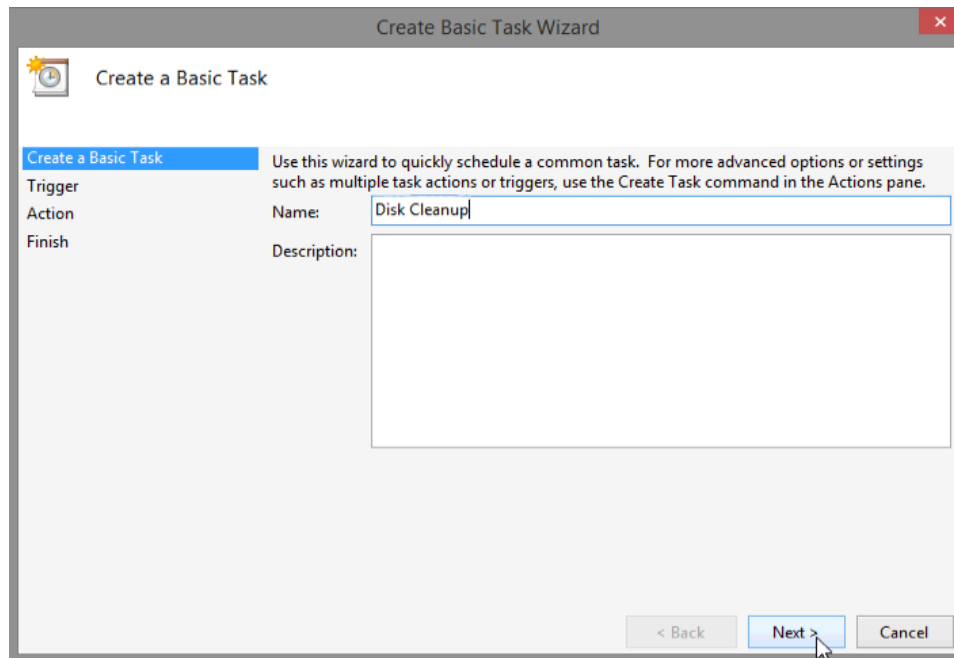 Create Basic Task Wizard
Create a Basic Task
Create a Basic Task
Trigger
Action
Finish
Use this wizard to quickly schedule a common task. For more advanced options or settings
such as multiple task actions or triggers, use the Create Task command in the Actions pane.
Name: Disk Cleanup
Description:
< Back Next > Cancel